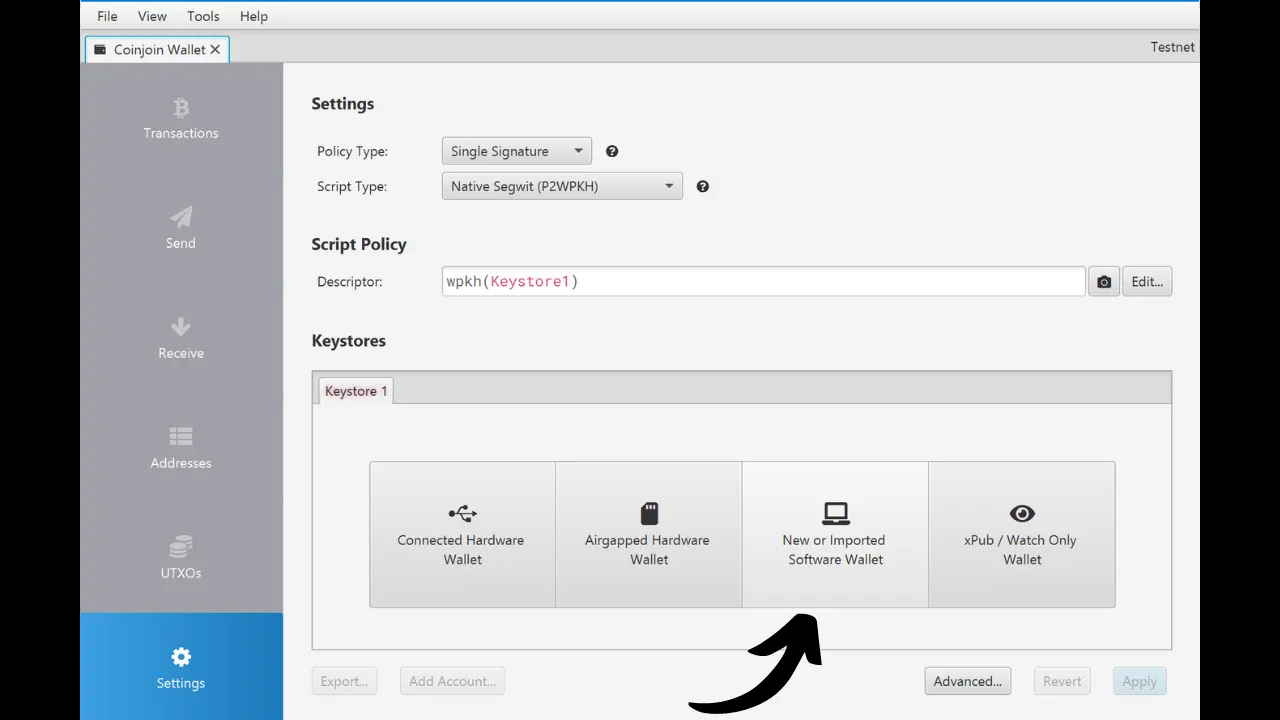 File View Tools Help
Coinjoin Wallet
Testnet
Transactions
Send
Receive
Addresses
UTXOs
Settings
Settings
Policy Type:
Single Signature
Script Type:
Native Segwit (P2WPKH)
Script Policy
Descriptor:
wpkh(Keystore1)
Edit...
Keystores
Keystore 1
Connected Hardware
Wallet
Airgapped Hardware
Wallet
New or Imported
Software Wallet
xPub / Watch Only
Wallet
Export...
Add Account...
Advanced...
Revert
Apply